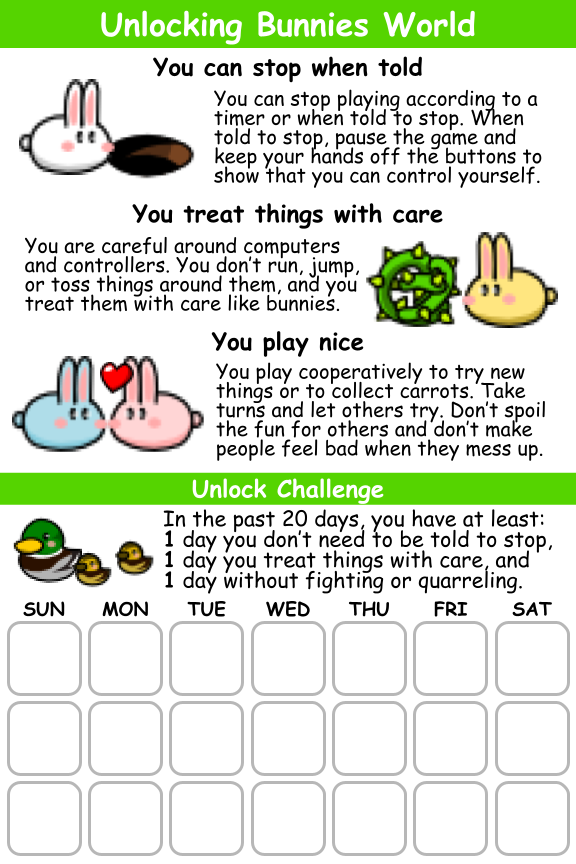 Unlocking Bunnies World
You can stop when told
You can stop playing according to a
timer or when told to stop. When
told to stop, pause the game and
keep your hands off the buttons to
show that you can control yourself.
You treat things with care
You are careful around computers
and controllers. You don't run, jump,
or toss things around them, and you
treat them with care like bunnies.
You play nice
You play cooperatively to try new
things or to collect carrots. Take
turns and let others try. Don't spoil
the fun for others and don't make
people feel bad when they mess up.
Unlock Challenge
In the past 20 days, you have at least:
1 day you don't need to be told to stop,
1 day you treat things with care, and
1 day without fighting or quarreling.
SUN MON TUE WED THU FRI SAT